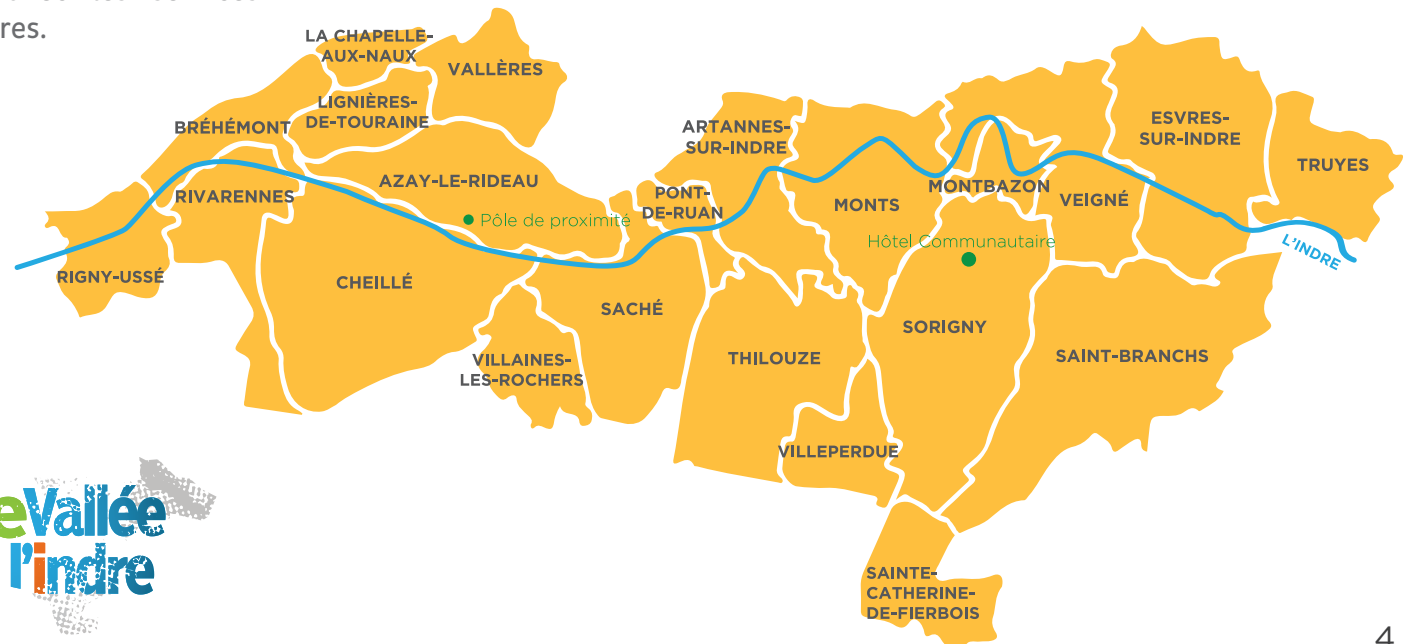 res.
LA CHAPELLE-
AUX-NAUX
VALLÈRES
LIGNIÈRES-
DE-TOURAINE
BRÉHÉMONT
ARTANNES-
SUR-INDRE
ESVRES-
SUR-INDRE
TRUYES
AZAY-LE-RIDEAU
RIVARENNES
PONT-
DE-RUAN
MONTS
MONTBAZON
VEIGNÉ
Pôle de proximité
Hôtel Communautaire
L'INDRE
RIGNY-USSÉ
CHEILLÉ
SACHÉ
SORIGNY
THILOUZE
SAINT-BRANCHS
VILLAINES-
LES-ROCHERS
VILLEPERDUE
eVallée
l'indre
SAINTE-
CATHERINE-
DE-FIERBOIS
4